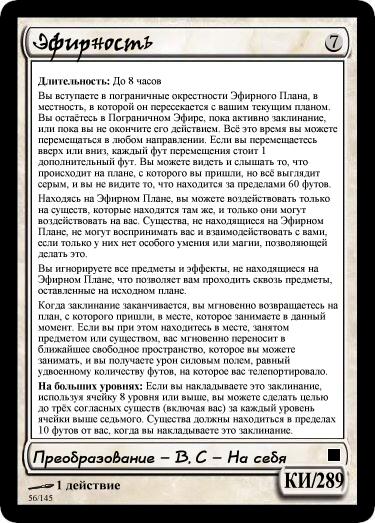 Эфирность
7
Длительность: До 8 часов
Вы вступаете в пограничные окрестности Эфирного Плана, в
местность, в которой он пересекается с вашим текущим планом.
Вы остаётесь в Пограничном Эфире, пока активно заклинание,
или пока вы не окончите его действием. Всё это время вы можете
перемещаться в любом направлении. Если вы перемещаетесь
вверх или вниз, каждый фут перемещения стоит 1
дополнительный фут. Вы можете видеть и слышать то, что
происходит на плане, с которого вы пришли, но всё выглядит
серым, и вы не видите то, что находится за пределами 60 футов.
Находясь на Эфирном Плане, вы можете воздействовать только
на существ, которые находятся там же, и только они могут
воздействовать на вас. Существа, не находящиеся на Эфирном
Плане, не могут воспринимать вас и взаимодействовать с вами,
если только у них нет особого умения или магии, позволяющей
делать это.
Вы игнорируете все предметы и эффекты, не находящиеся на
Эфирном Плане, что позволяет вам проходить сквозь предметы,
оставленные на исходном плане.
Когда заклинание заканчивается, вы мгновенно возвращаетесь на
план, с которого пришли, в месте, которое занимаете в данный
момент. Если вы при этом находитесь в месте, занятом
предметом или существом, вас мгновенно переносит в
ближайшее свободное пространство, которое вы можете
занимать, и вы получаете урон силовым полем, равный
удвоенному количеству футов, на которое вас телепортировало.
На больших уровнях: Если вы накладываете это заклинание,
используя ячейку 8 уровня или выше, вы можете сделать целью
до трёх согласных существ (включая вас) за каждый уровень
ячейки выше седьмого. Существа должны находиться в пределах
10 футов от вас, когда вы накладываете это заклинание.
Преобразование – В, С – На себя
1 действие
КИ/289
56/145